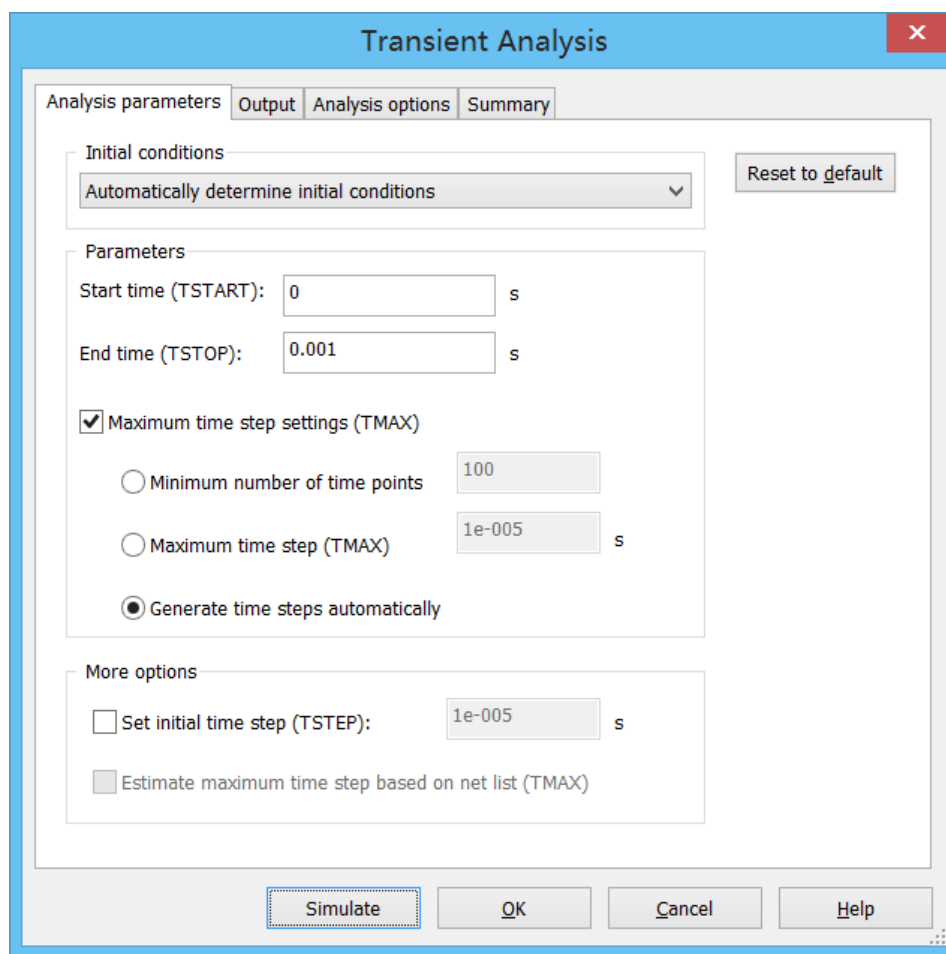 Transient Analysis
Analysis parameters Output Analysis options Summary
Initial conditions
Automatically determine initial conditions
Reset to default
Parameters
Start time (TSTART): 0 s
End time (TSTOP): 0.001 s
Maximum time step settings (TMAX)
Minimum number of time points 100
Maximum time step (TMAX) 1e-005 s
Generate time steps automatically
More options
Set initial time step (TSTEP): 1e-005 s
Estimate maximum time step based on net list (TMAX)
Simulate OK Cancel Help